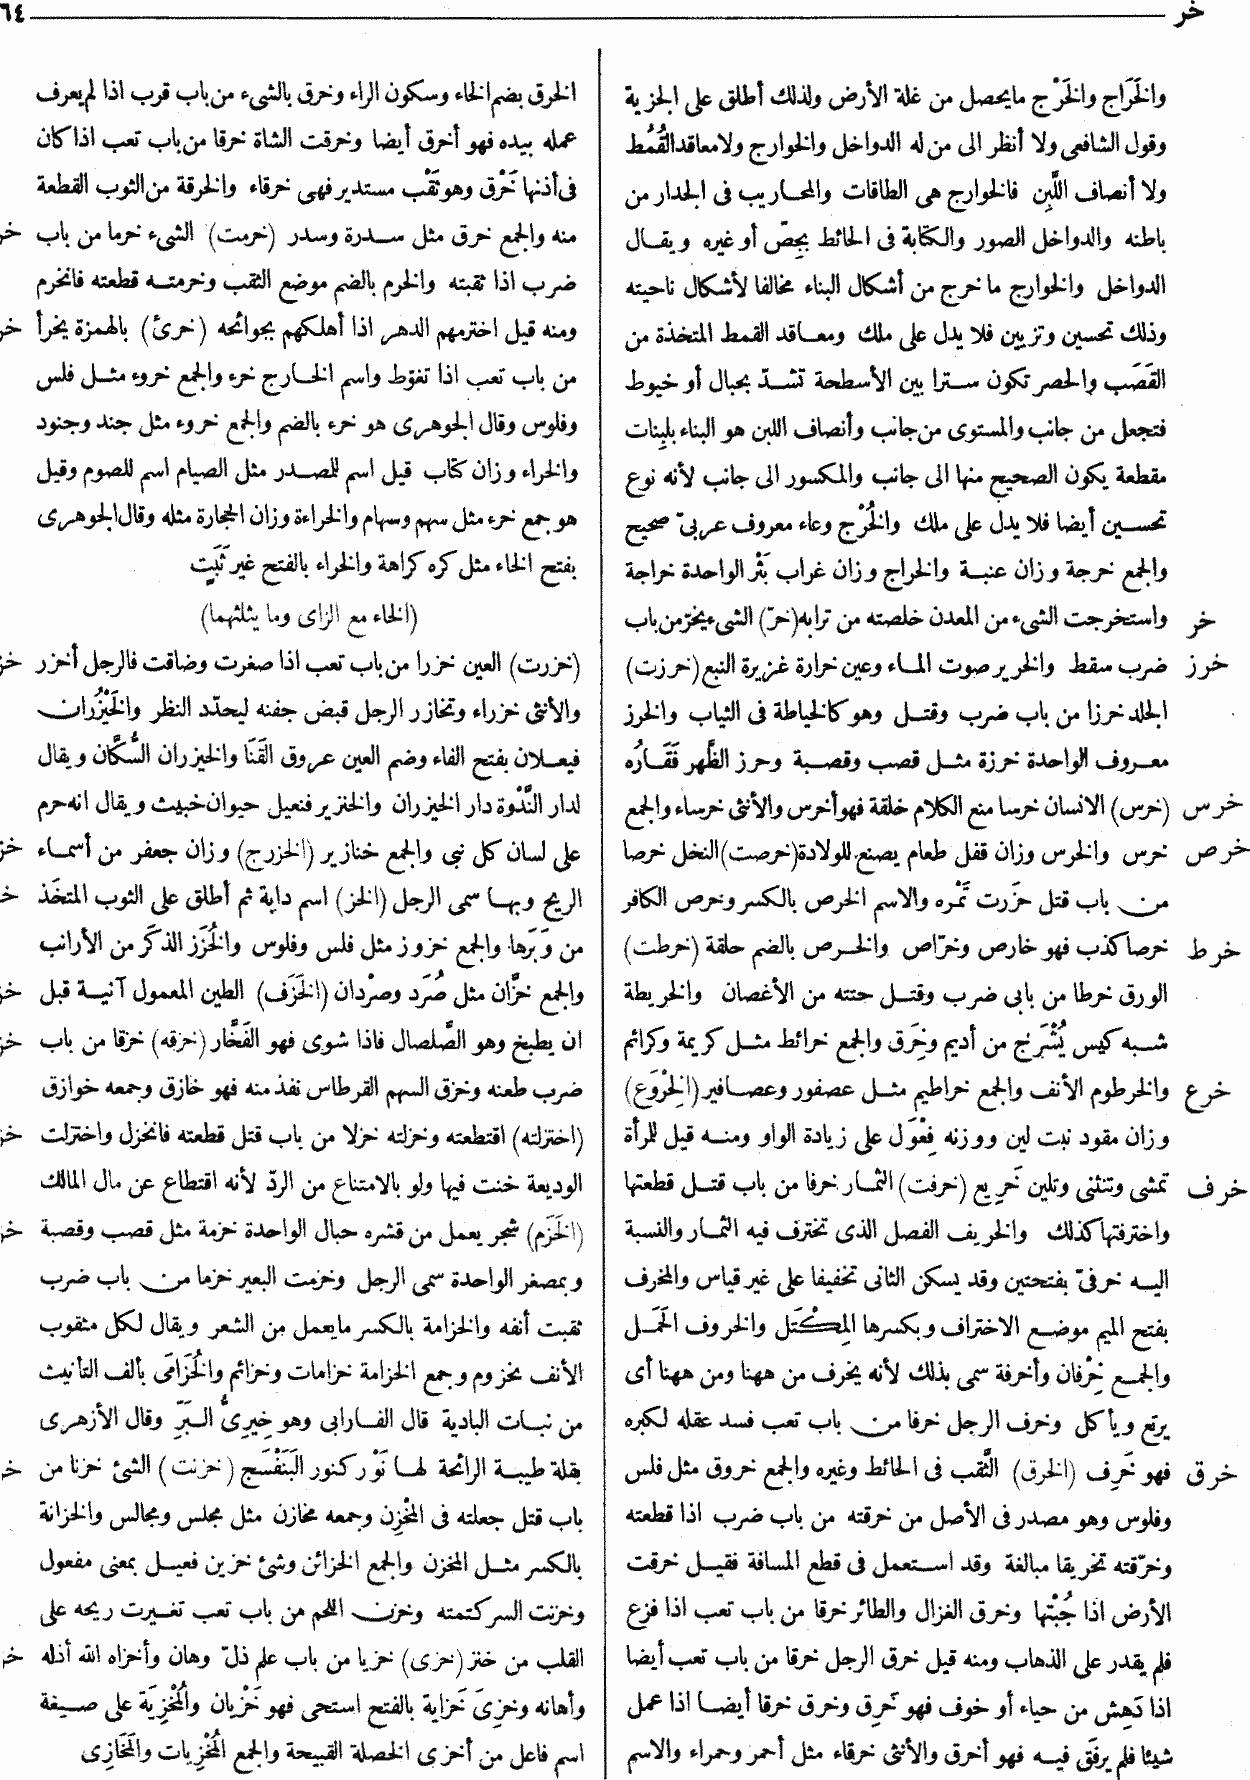 خر
٦٤
والخَرَاج والخَرْج مايحصل من غلة الأرض ولذلك أطلق على الجزية
وقول الشافعى ولا أنظر الى من له الدواخل والخوارج ولا معاقد القُمُط
ولا أنصاف اللَّبِن فالخوارج هى الطاقات والمحاريب فى الجدار من
باطنه والدواخل الصور والكتابة فى الحائط بجِصّ أو غيره ويقال
الدواخل والخوارج ما خرج من أشكال البناء مخالفا لأشكال ناحيته
وذلك تحسين وتزيين فلا يدل على ملك ومعاقد القمط المتخذة من
القَصَب والحصر تكون سترا بين الأسطحة تشدّ بحبال أو خيوط
فتجعل من جانب والمستوى من جانب وأنصاف اللبن هو البناء بلبِنات
مقطعة يكون الصحيح منها الى جانب والمكسور الى جانب لأنه نوع
تحسين أيضا فلا يدل على ملك والخُرْج وعاء معروف عربىّ صحيح
والجمع خرجة وزان عنبة والخراج وزان غراب بَثْر الواحدة خراجة
خر واستخرجت الشىء من المعدن خلصته من ترابه (خرّ) الشىء يخرّ من باب
خرز ضرب سقط والخرير صوت الماء وعين خرارة غزيرة النبع (خرزت)
الجلد خرزا من باب ضرب وقتل وهو كالخياطة فى الثياب والخرز
معروف الواحدة خرزة مثل قصب وقصبة وخرز الظَّهر فَقَارُه
خرس (خرس) الانسان خرسا منع الكلام خلقة فهو أخرس والأنثى خرساء والجمع
خرص خرس والخرس وزان قفل طعام يصنع للولادة (خرصت) النخل خرصا
من باب قتل حزَرت تَمْره والاسم الخرص بالكسر وخرص الكافر
خرط خرصا كذب فهو خارص وخرّاص والخرص بالضم حلقة (خرطت)
الورق خرطا من بابى ضرب وقتل حتته من الأغصان والخريطة
شبه كيس يُشْرَج من أديم وخِرَق والجمع خرائط مثل كريمة وكرائم
خرع والخرطوم الأنف والجمع خراطيم مثل عصفور وعصافير (الخِرْوَع)
وزان مقود نبت لين ووزنه فِعْوَل على زيادة الواو ومنه قيل للمرأة
خرف تمشى وتنثنى وتلين خَرِيع (خرفت) الثمار خرفا من باب قتل قطعتها
واخترفتها كذلك والخريف الفصل الذى تخترف فيه الثمار والنسبة
اليه خرفىّ بفتحتين وقد يسكن الثانى تخفيفا على غير قياس والمخرف
بفتح الميم موضع الاختراف وبكسرها المِكْتَل والخروف الحَمَل
والجمع خِرْفان وأخرفة سمى بذلك لأنه يخرف من ههنا ومن ههنا أى
يرتع ويأكل وخرف الرجل خرفا من باب تعب فسد عقله لكبره
خرق فهو خَرِف (الخرق) الثَّقب فى الحائط وغيره والجمع خروق مثل فلس
وفلوس وهو مصدر فى الأصل من خرقته من باب ضرب اذا قطعته
وخرّقته تخريقا مبالغة وقد استعمل فى قطع المسافة فقيل خرقت
الأرض اذا جُبْتها وخرق الغزال والطائر خرقا من باب تعب اذا فزع
فلم يقدر على الذهاب ومنه قيل خرق الرجل خرقا من باب تعب أيضا
اذا دَهِش من حياء أو خوف فهو خَرِق وخرق خرقا أيضا اذا عمل
شيئا فلم يرفَق فيه فهو أخرق والأنثى خرقاء مثل أحمر وحمراء والاسم
الخرق بضم الخاء وسكون الراء وخرق بالشىء من باب قرب اذا لم يعرف
عمله بيده فهو أخرق أيضا وخرقت الشاة خرقا من باب تعب اذا كان
فى أذنها خَرْق وهو ثَقْب مستدير فهى خرقاء والخرقة من الثوب القطعة
منه والجمع خرق مثل سدرة وسدر (خرمت) الشىء خرما من باب
ضرب اذا ثقبته والخرم بالضم موضع الثقب وخرمته قطعته فانخرم
ومنه قيل اخترمهم الدهر اذا أهلكهم بجوائحه (خرئ) بالهمزة يخرأ
من باب تعب اذا تغوّط واسم الخارج خرء والجمع خروء مثل فلس
وفلوس وقال الجوهرى هو خرء بالضم والجمع خروء مثل جند وجنود
والخراء وزان كتاب قيل اسم للمصدر مثل الصيام اسم للصوم وقيل
هو جمع خرء مثل سهم وسهام والخراءة وزان الحجارة مثله وقال الجوهرى
بفتح الخاء مثل كره كراهة والخراء بالفتح غير ثَبَتٍ
(الخاء مع الزاى وما يثلثهما)
(خزرت) العين خزرا من باب تعب اذا صغرت وضاقت فالرجل أخزر
والأنثى خزراء وتخازر الرجل قبض جفنه ليحدّد النظر والخَيْزُران
فيعلان بفتح الفاء وضم العين عروق القَنَا والخيزران السُّكَّان ويقال
لدار النَّدْوة دار الخيزران والخنزير فنعيل حيوان خبيث ويقال انه حرم
على لسان كل نبى والجمع خنازير (الخزرج) وزان جعفر من أسماء
الريح وبها سمى الرجل (الخز) اسم دابة ثم أطلق على الثوب المتخَذ
من وَبَرها والجمع خزوز مثل فلس وفلوس والخُزَز الذكَر من الأرانب
والجمع خزَّان مثل صُرَد وصرْدان (الخَزَف) الطين المعمول آنية قبل
ان يطبخ وهو الصَّلصال فاذا شوى فهو الفَخَّار (خزقه) خزقا من باب
ضرب طعنه وخزق السهم القرطاس نفذ منه فهو خازق وجمعه خوازق
(اختزلته) اقتطعته وخزلته خزلا من باب قتل قطعته فانخزل واختزلت
الوديعة خنت فيها ولو بالامتناع من الردّ لأنه اقتطاع عن مال المالك
(الخَزَم) شجر يعمل من قشره حبال الواحدة خزمة مثل قصب وقصبة
وبمصغر الواحدة سمى الرجل وخزمت البعير خزما من باب ضرب
ثقبت أنفه والخزامة بالكسر مايعمل من الشعر ويقال لكل مثقوب
الأنف مخزوم وجمع الخزامة خزامات وخزائم والخُزَامَى بألف التأنيث
من نبات البادية قال الفارابى وهو خِيرِىُّ البَرِّ وقال الأزهرى
بقلة طيبة الرائحة لها نَوْر كنور البَنَفْسَج (خزنت) الشئ خزنا من
باب قتل جعلته فى المخْزِن وجمعه مخازن مثل مجلس ومجالس والخزانة
بالكسر مثل المخزن والجمع الخزائن وشئ خزين فعيل بمعنى مفعول
وخزنت السر كتمته وخزن اللحم من باب تعب تغيرت ريحه على
القلب من خنز (خزى) خزيا من باب علم ذلّ وهان وأخزاه الله أذله
وأهانه وخزِىَ خَزاية بالفتح استحى فهو خَزْيان والمُخْزِيَة على صيغة
اسم فاعل من أخزى الخصلة القبيحة والجمع المُخْزِيات والمَخَازِى